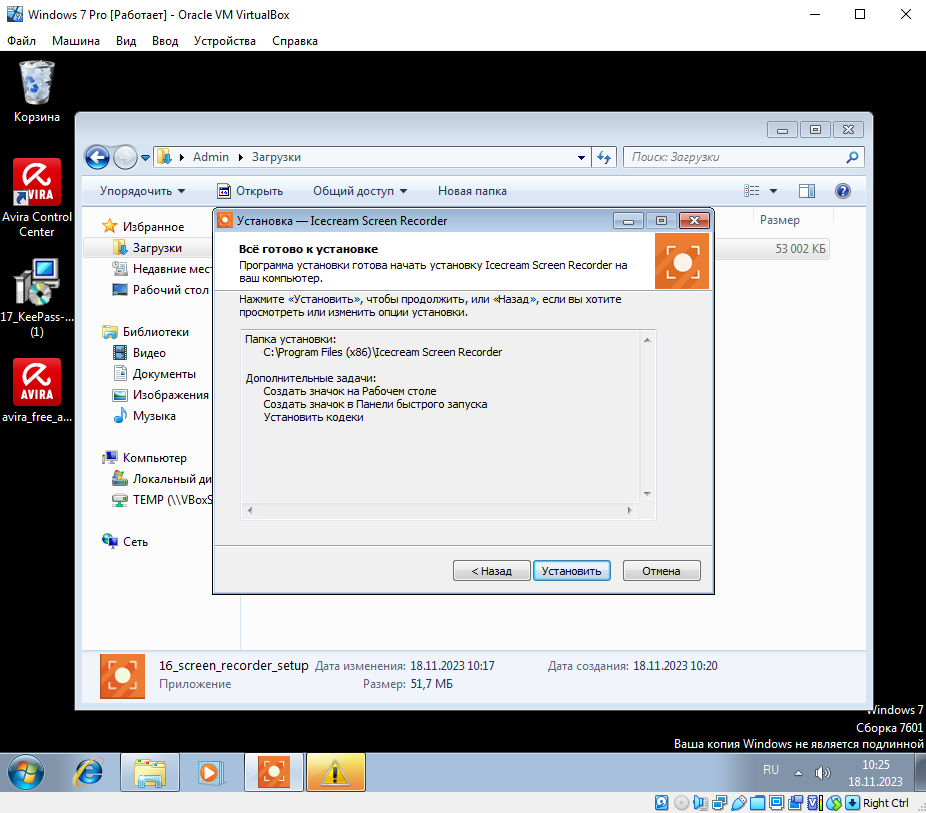 Windows 7 Pro [Работает] - Oracle VM VirtualBox
Файл Машина Вид Ввод Устройства Справка
Корзина
AVIRA
Avira Control
Center
17_KeePass-...
(1)
AVIRA
avira_free_a...
Admin Загрузки
Поиск: Загрузки
Упорядочить Открыть Общий доступ Новая папка
Избранное
Загрузки
Недавние мест
Рабочий стол
Библиотеки
Видео
Документы
Изображения
Музыка
Компьютер
Локальный ди
TEMP (\\VBoxS
Сеть
Размер
53 002 КБ
Установка — Icecream Screen Recorder
Всё готово к установке
Программа установки готова начать установку Icecream Screen Recorder на
ваш компьютер.
Нажмите «Установить», чтобы продолжить, или «Назад», если вы хотите
просмотреть или изменить опции установки.
Папка установки:
C:\Program Files (x86)\Icecream Screen Recorder
Дополнительные задачи:
Создать значок на Рабочем столе
Создать значок в Панели быстрого запуска
Установить кодеки
< Назад Установить Отмена
16_screen_recorder_setup Дата изменения: 18.11.2023 10:17 Дата создания: 18.11.2023 10:20
Приложение Размер: 51,7 МБ
Windows 7
Сборка 7601
Ваша копия Windows не является подлинной
RU
10:25
18.11.2023
Right Ctrl